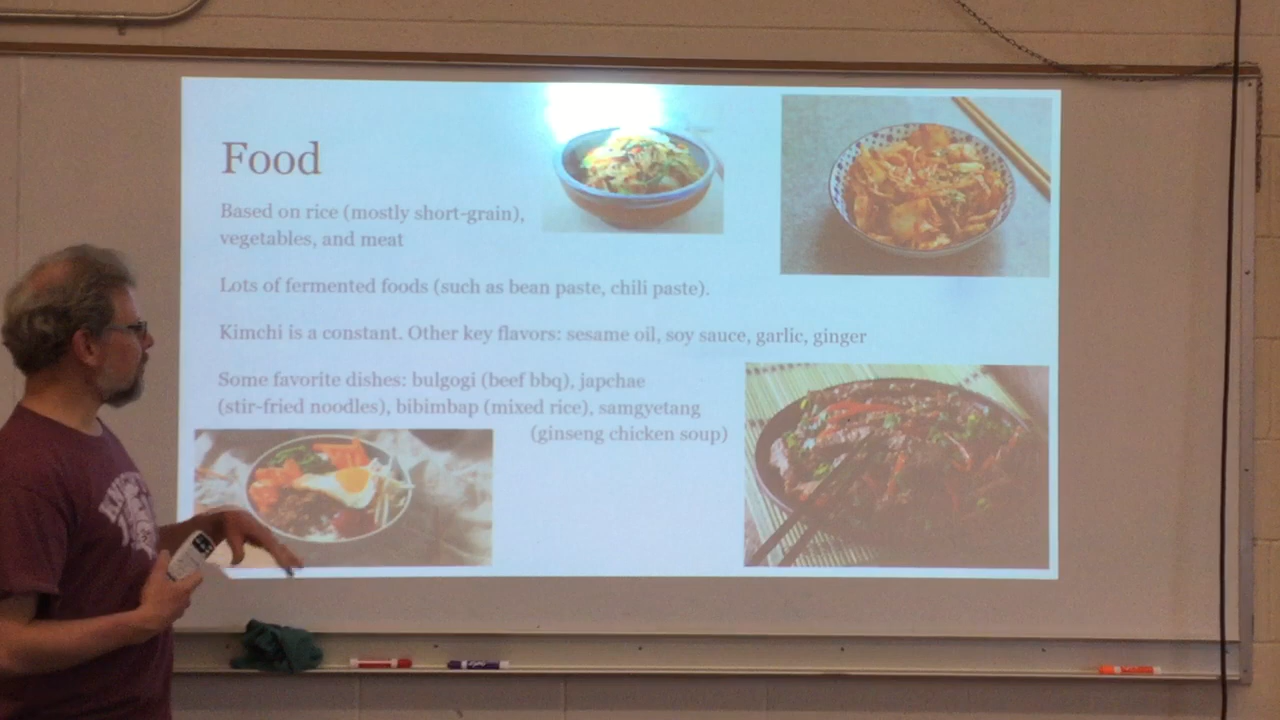 Food
Based on rice (mostly short-grain),
vegetables, and meat
Lots of fermented foods (such as bean paste, chili paste).
Kimchi is a constant. Other key flavors: sesame oil, soy sauce, garlic, ginger
Some favorite dishes: bulgogi (beef bbq), japchae
(stir-fried noodles), bibimbap (mixed rice), samgyetang
(ginseng chicken soup)